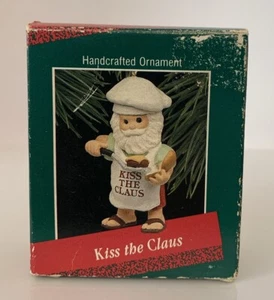 Handcrafted Ornament
KISS
THE
CLAUS
Kiss the Claus